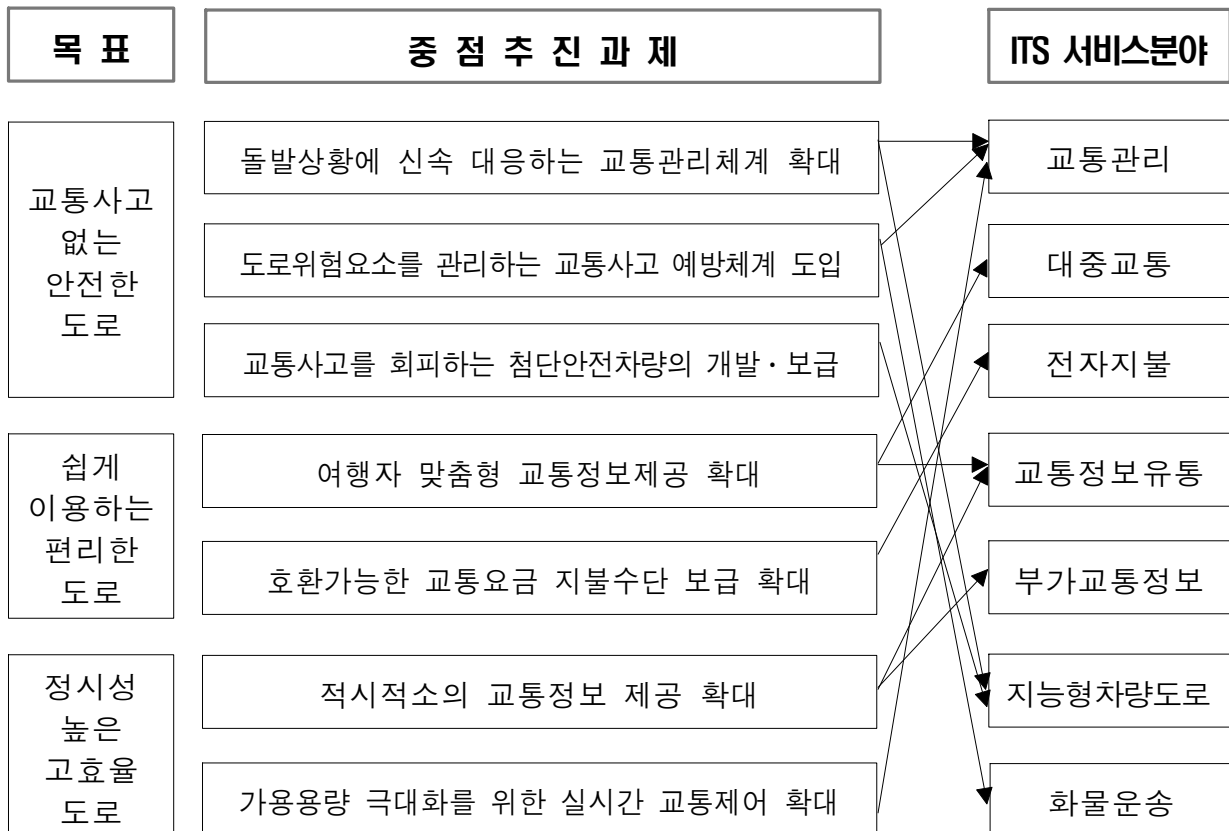 목 표
중 점 추 진 과 제
ITS 서비스분야
교통사고
없는
안전한
도로
돌발상황에 신속 대응하는 교통관리체계 확대
도로위험요소를 관리하는 교통사고 예방체계 도입
교통사고를 회피하는 첨단안전차량의 개발·보급
쉽게
이용하는
편리한
도로
여행자 맞춤형 교통정보제공 확대
호환가능한 교통요금 지불수단 보급 확대
정시성
높은
고효율
도로
적시적소의 교통정보 제공 확대
가용용량 극대화를 위한 실시간 교통제어 확대
교통관리
대중교통
전자지불
교통정보유통
부가교통정보
지능형차량도로
화물운송